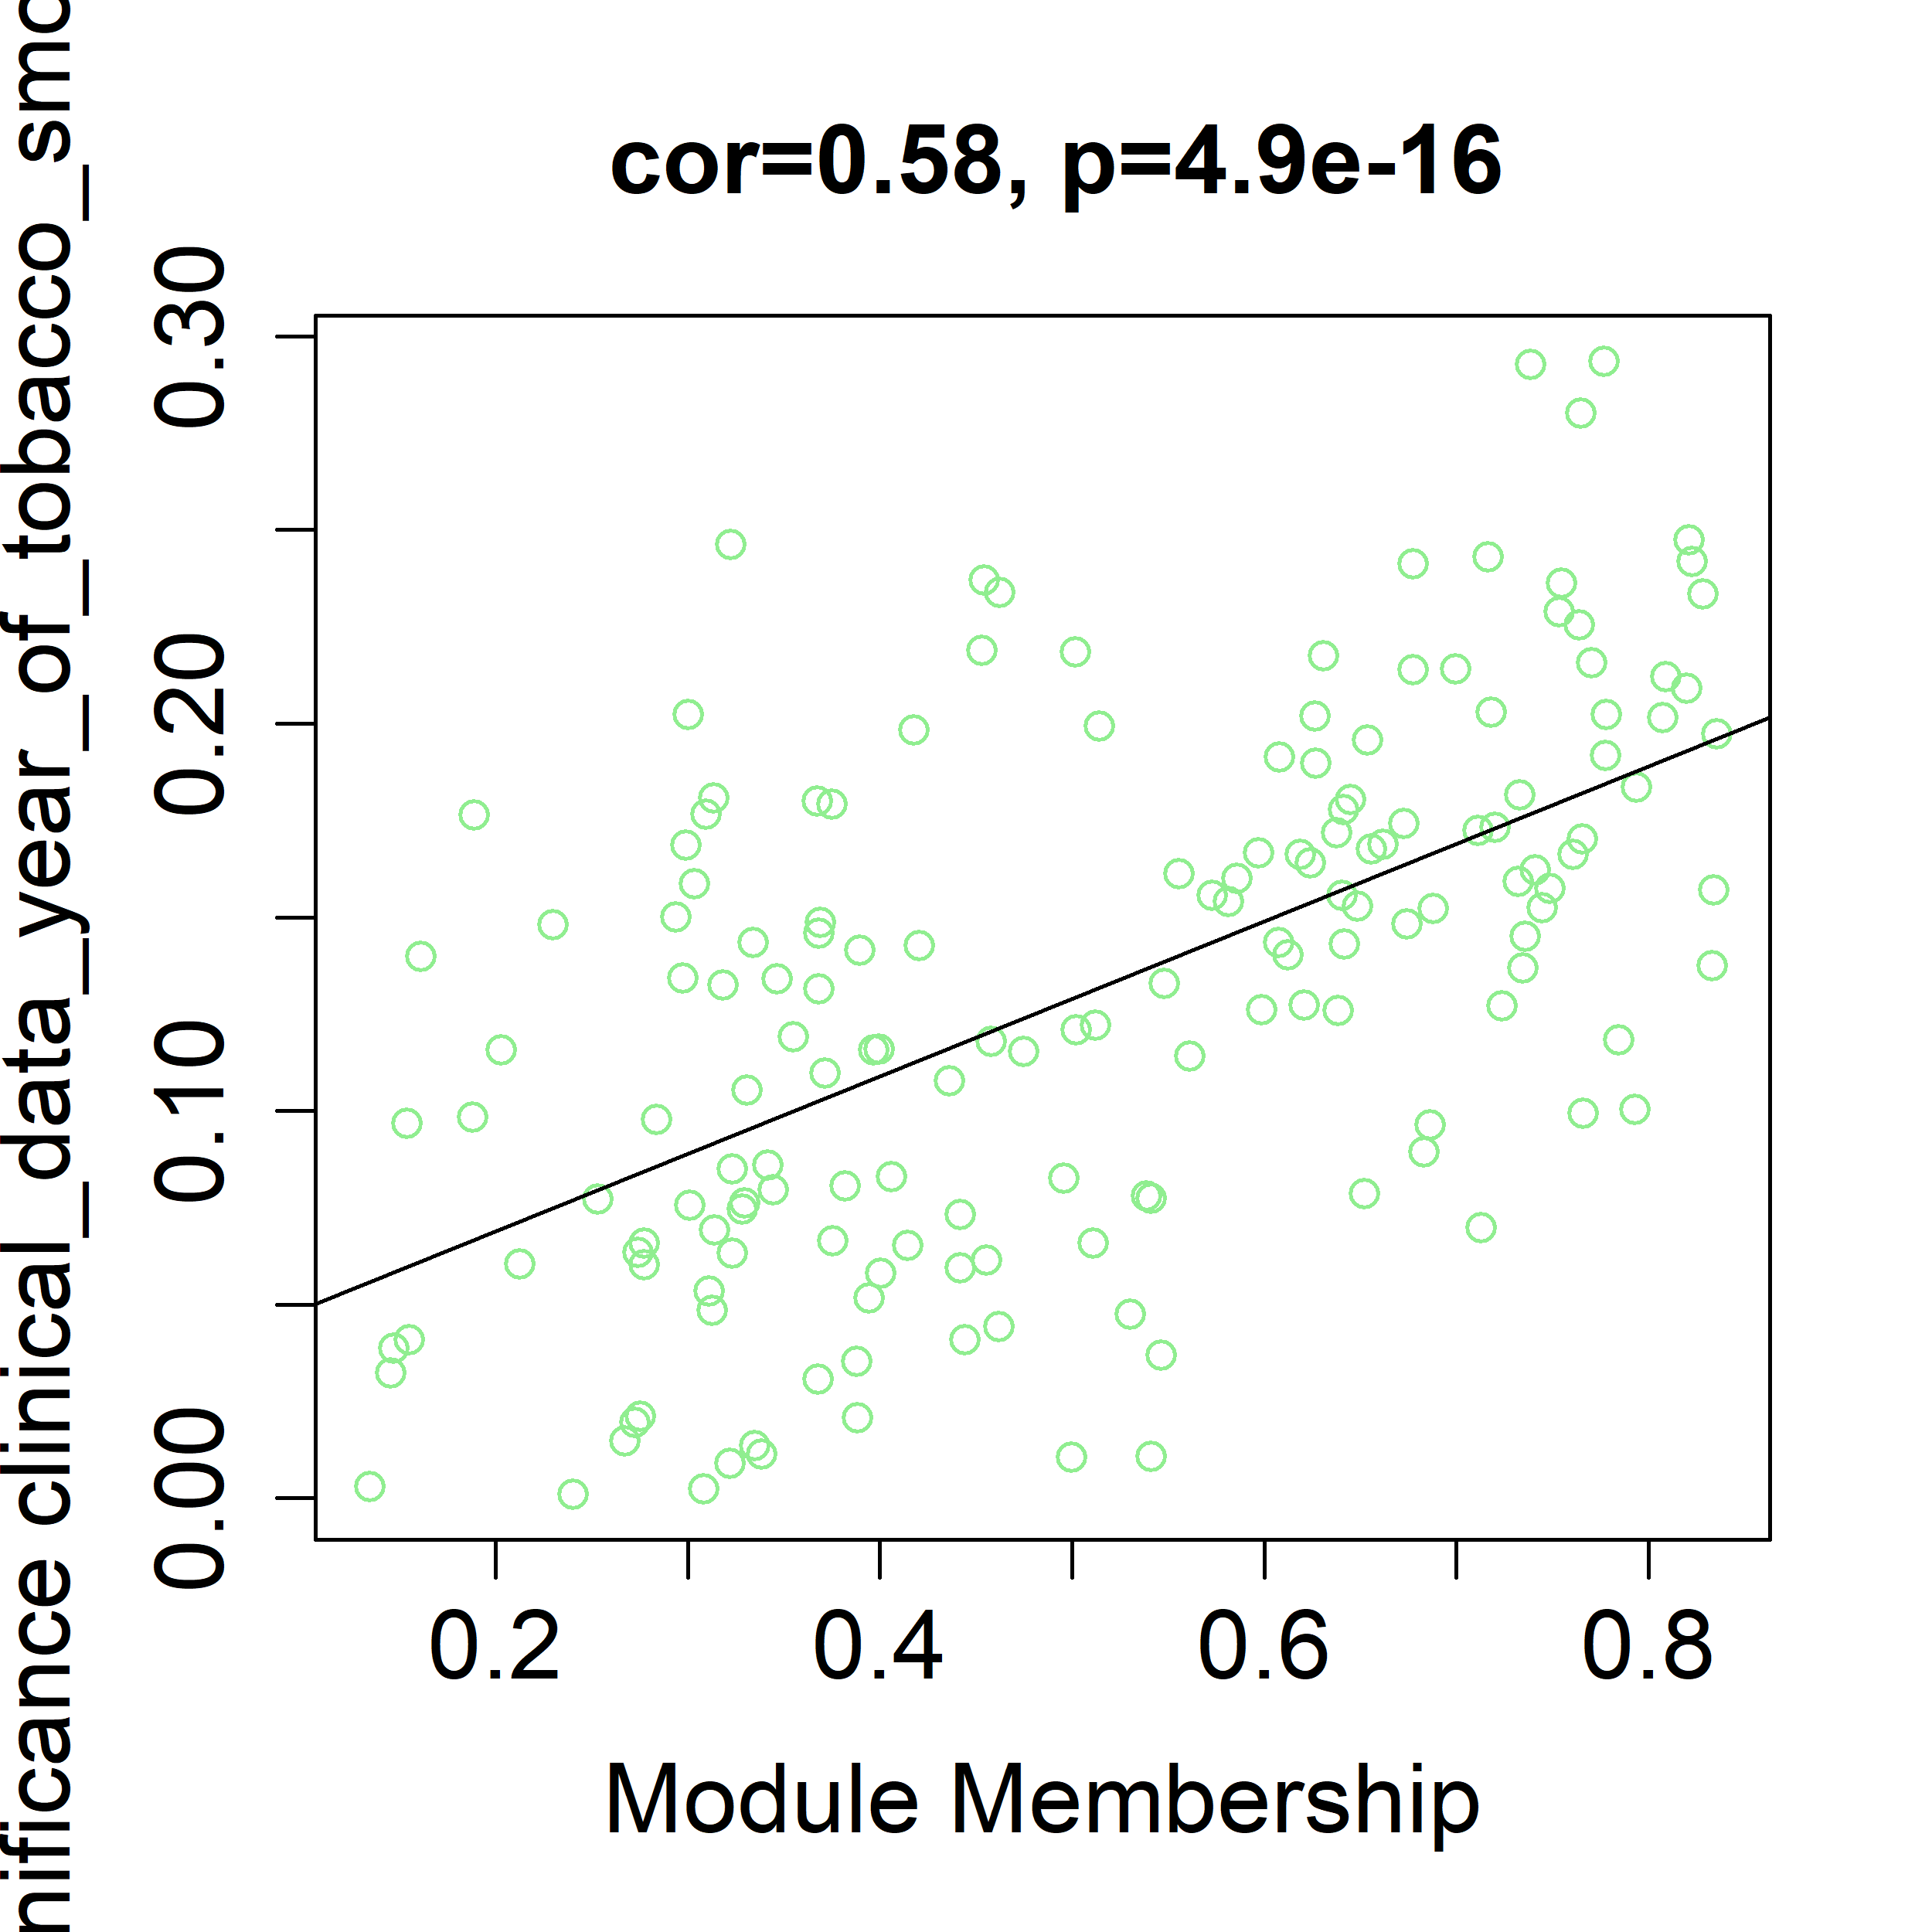 cor=0.58, p=4.9e-16
nificance clinical_data_year_of_tobacco_smo
0.30
0.20
0.10
0.00
0.2 0.4 0.6 0.8
Module Membership